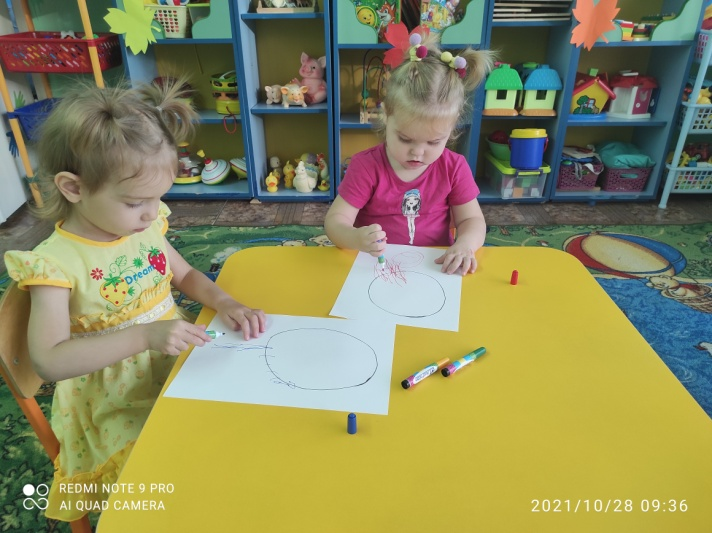 Dream
REDMI NOTE 9 PRO
AI QUAD CAMERA
2021/10/28 09:36